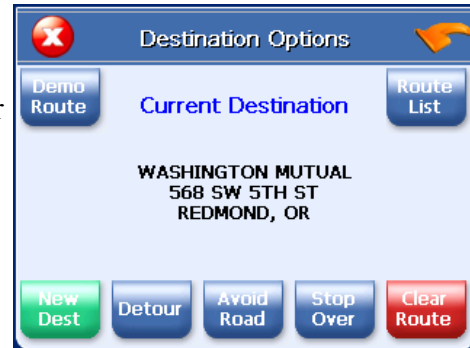 Destination Options
Demo
Route
Current Destination
Route
List
WASHINGTON MUTUAL
568 SW 5TH ST
REDMOND, OR
New
Dest
Detour
Avoid
Road
Stop
Over
Clear
Route